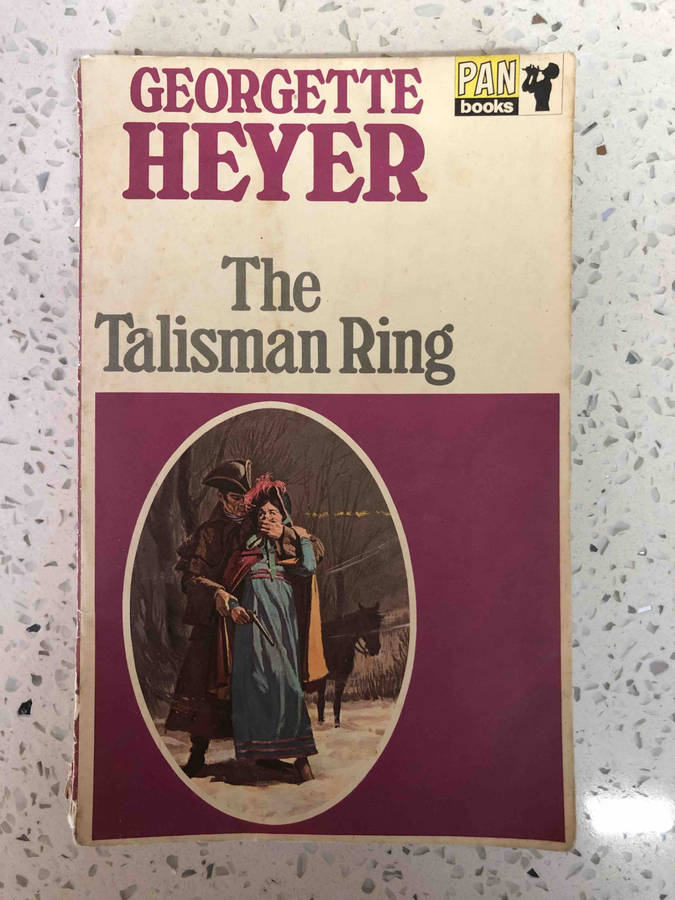 GEORGETTE
HEYER
PAN
books
The
Talisman Ring